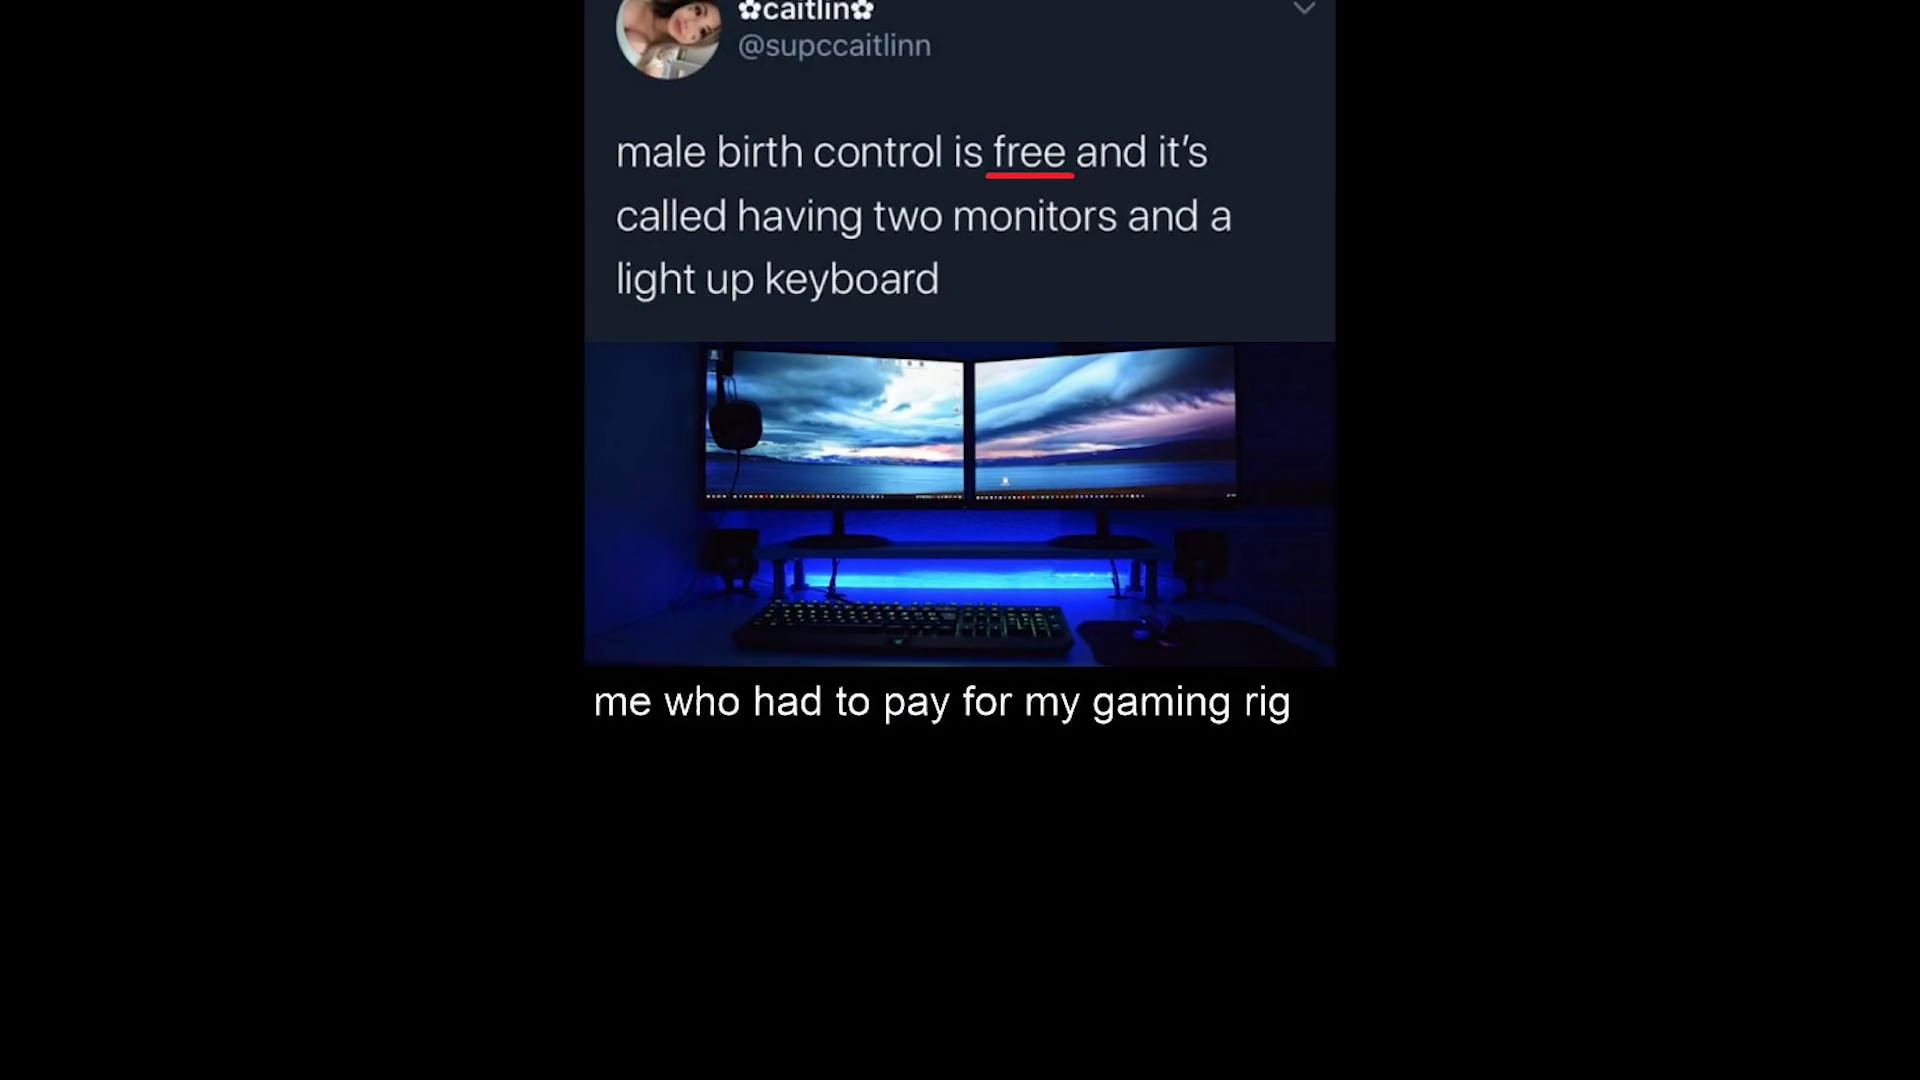 ✿caitlin✿
@supccaitlinn
male birth control is free and it's
called having two monitors and a
light up keyboard
me who had to pay for my gaming rig